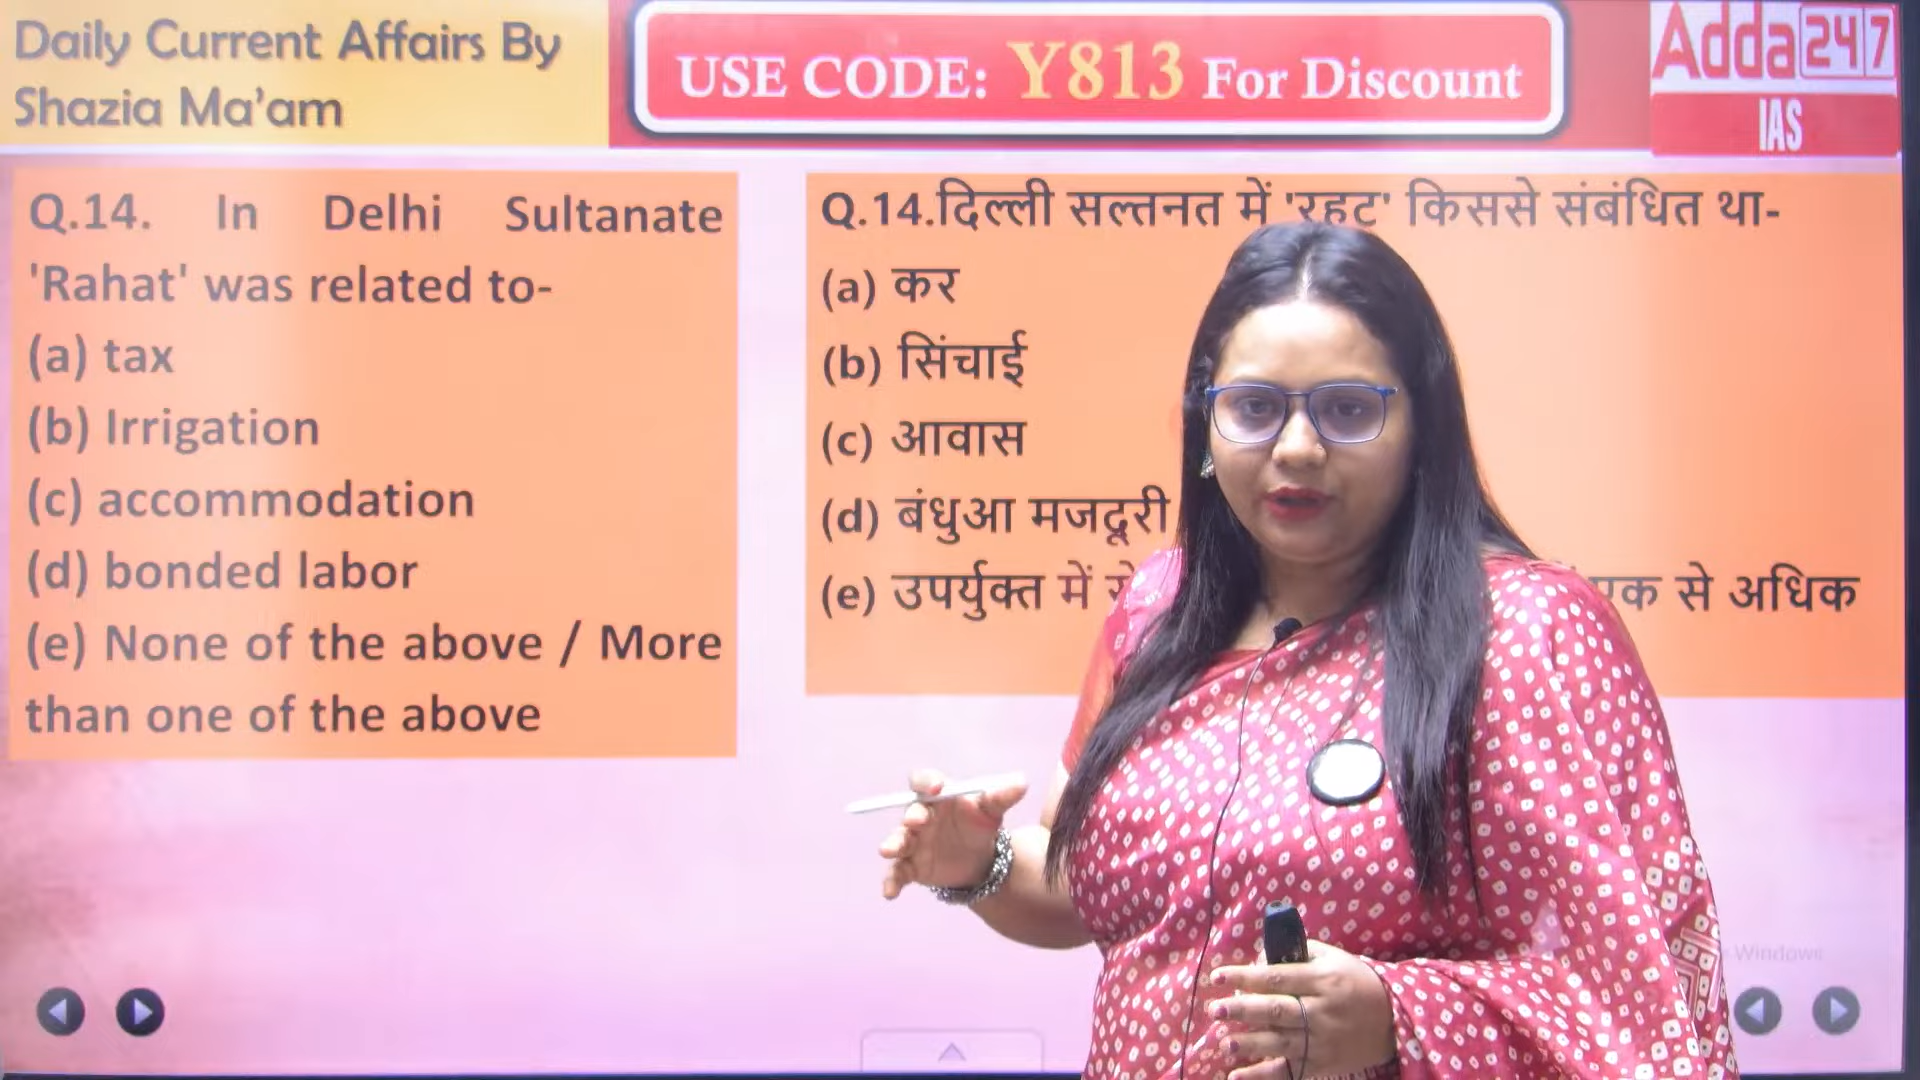 Daily Current Affairs By
Shazia Ma'am
USE CODE: Y813 For Discount
Adda247
IAS
Q.14. In Delhi Sultanate
'Rahat' was related to-
(a) tax
(b) Irrigation
(c) accommodation
(d) bonded labor
(e) None of the above / More
than one of the above
Q.14.दिल्ली सल्तनत में 'रहट' किससे संबंधित था-
(a) कर
(b) सिंचाई
(c) आवास
(d) बंधुआ मजदूरी
(e) उपर्युक्त में से अधिक
Windows